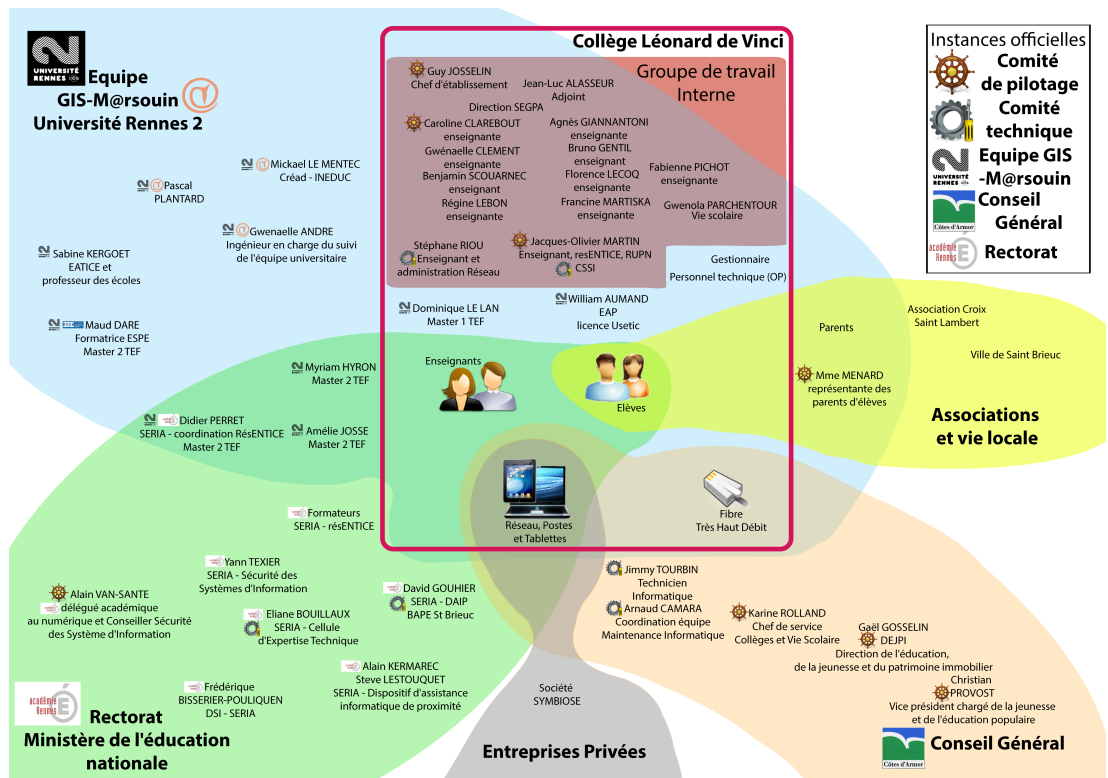 UNIVERSITÉ
RENNES
Equipe
GIS-M@rsouin
Université Rennes 2
Mickael LE MENTEC
Créad - INEDUC
Pascal
PLANTARD
Gwenaelle ANDRE
Ingénieur en charge du suivi
de l'équipe universitaire
Sabine KERGOET
EATICE et
professeur des écoles
Maud DARE
Formatrice ESPE
Master 2 TEF
Collège Léonard de Vinci
Groupe de travail
Interne
Guy JOSSELIN
Chef d'établissement
Jean-Luc ALASSEUR
Adjoint
Direction SEGPA
Caroline CLAREBOUT
enseignante
Agnès GIANNANTONI
enseignante
Gwénaelle CLEMENT
enseignante
Bruno GENTIL
enseignant
Benjamin SCOUARNEC
enseignant
Florence LECOQ
enseignante
Fabienne PICHOT
enseignante
Régine LEBON
enseignante
Francine MARTISKA
enseignante
Gwenola PARCHENTOUR
Vie scolaire
Stéphane RIOU
Enseignant et
administration Réseau
Jacques-Olivier MARTIN
Enseignant, resENTICE, RUPN
CSSI
Gestionnaire
Personnel technique (OP)
Dominique LE LAN
Master 1 TEF
William AUMAND
EAP
licence Usetic
Enseignants
Elèves
Réseau, Postes
et Tablettes
Fibre
Très Haut Débit
Instances officielles
Comité
de pilotage
Comité
technique
UNIVERSITÉ
RENNES
Equipe GIS
-M@rsouin
Côtes d'Armor
Conseil
Général
académie
Rennes
Rectorat
Parents
Association Croix
Saint Lambert
Ville de Saint Brieuc
Mme MENARD
représentante des
parents d'élèves
Associations
et vie locale
Myriam HYRON
Master 2 TEF
Didier PERRET
SERIA - coordination RésENTICE
Master 2 TEF
Amélie JOSSE
Master 2 TEF
Formateurs
SERIA - résENTICE
Yann TEXIER
SERIA - Sécurité des
Systèmes d'Information
Alain VAN-SANTE
délégué académique
au numérique et Conseiller Sécurité
des Système d'Information
Eliane BOUILLAUX
SERIA - Cellule
d'Expertise Technique
David GOUHIER
SERIA - DAIP
BAPE St Brieuc
Alain KERMAREC
Steve LESTOUQUET
SERIA - Dispositif d'assistance
informatique de proximité
Frédérique
BISSERIER-POULIQUEN
DSI - SERIA
académie
Rennes
Rectorat
Ministère de l'éducation
nationale
Société
SYMBIOSE
Entreprises Privées
Jimmy TOURBIN
Technicien
Informatique
Arnaud CAMARA
Coordination équipe
Maintenance Informatique
Karine ROLLAND
Chef de service
Collèges et Vie Scolaire
Gaël GOSSELIN
DEJPI
Direction de l'éducation,
de la jeunesse et du patrimoine immobilier
Christian
PROVOST
Vice président chargé de la jeunesse
et de l'éducation populaire
Côtes d'Armor
Conseil Général